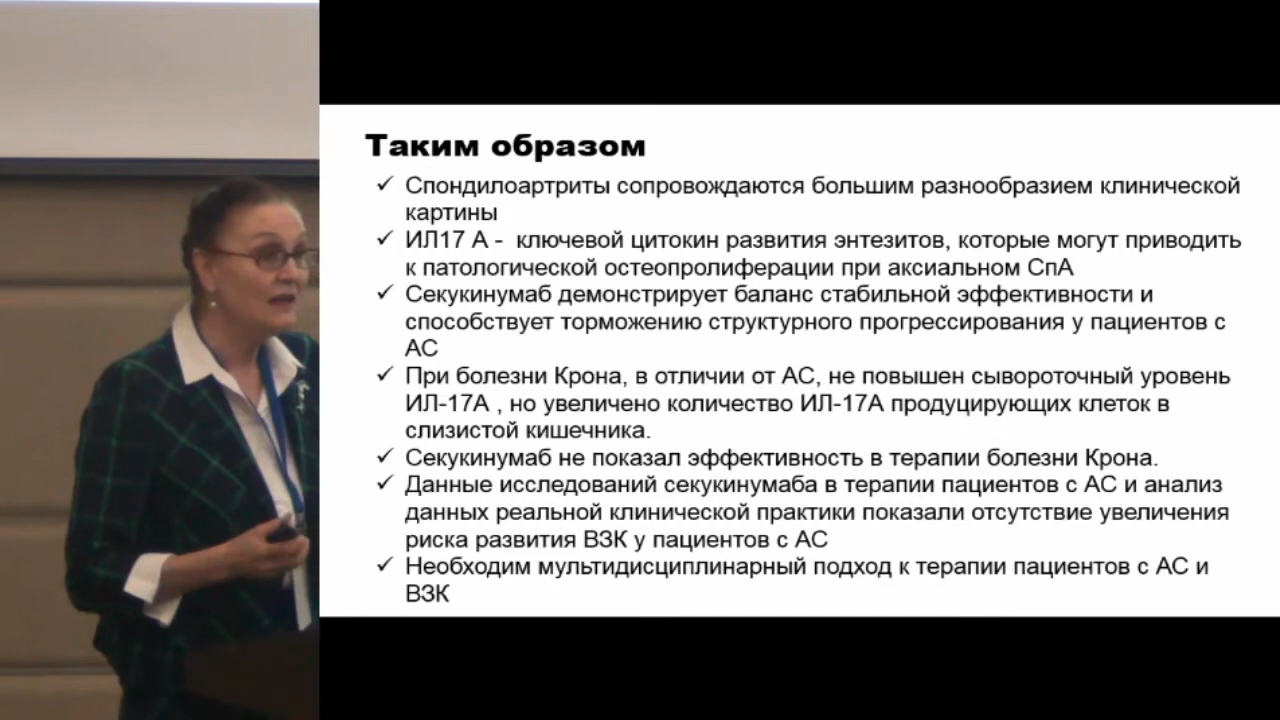 Таким образом
✓ Спондилоартриты сопровождаются большим разнообразием клинической
картины
✓ ИЛ17 А - ключевой цитокин развития энтезитов, которые могут приводить
к патологической остеопролиферации при аксиальном СпА
✓ Секукинумаб демонстрирует баланс стабильной эффективности и
способствует торможению структурного прогрессирования у пациентов с
АС
✓ При болезни Крона, в отличии от АС, не повышен сывороточный уровень
ИЛ-17А , но увеличено количество ИЛ-17А продуцирующих клеток в
слизистой кишечника.
✓ Секукинумаб не показал эффективность в терапии болезни Крона.
✓ Данные исследований секукинумаба в терапии пациентов с АС и анализ
данных реальной клинической практики показали отсутствие увеличения
риска развития ВЗК у пациентов с АС
✓ Необходим мультидисциплинарный подход к терапии пациентов с АС и
ВЗК